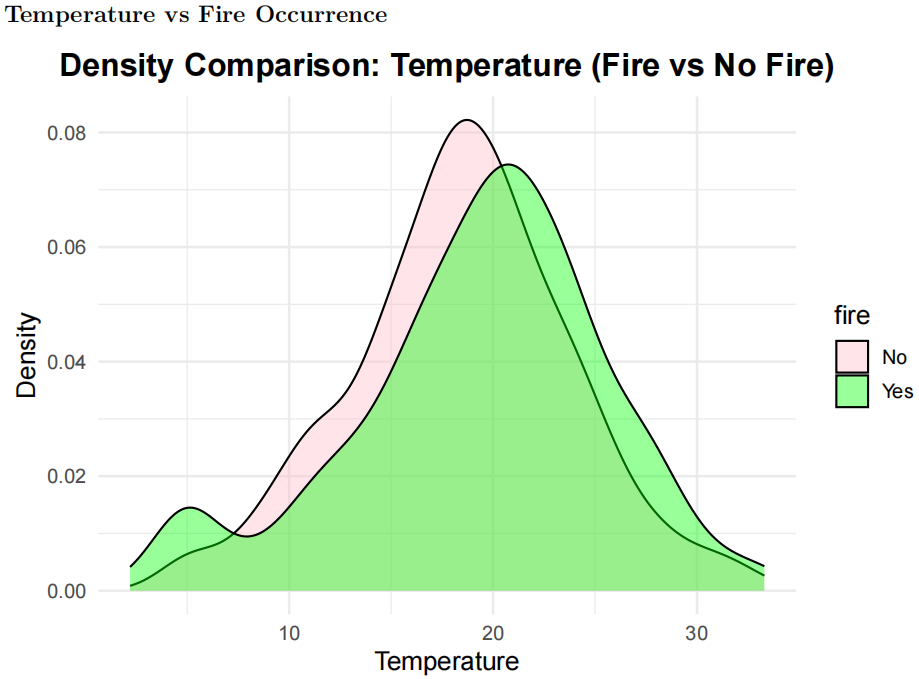 Temperature vs Fire Occurrence
Density Comparison: Temperature (Fire vs No Fire)
0.08
0.06
0.04
0.02
0.00
Density
10 20 30
Temperature
fire
No
Yes